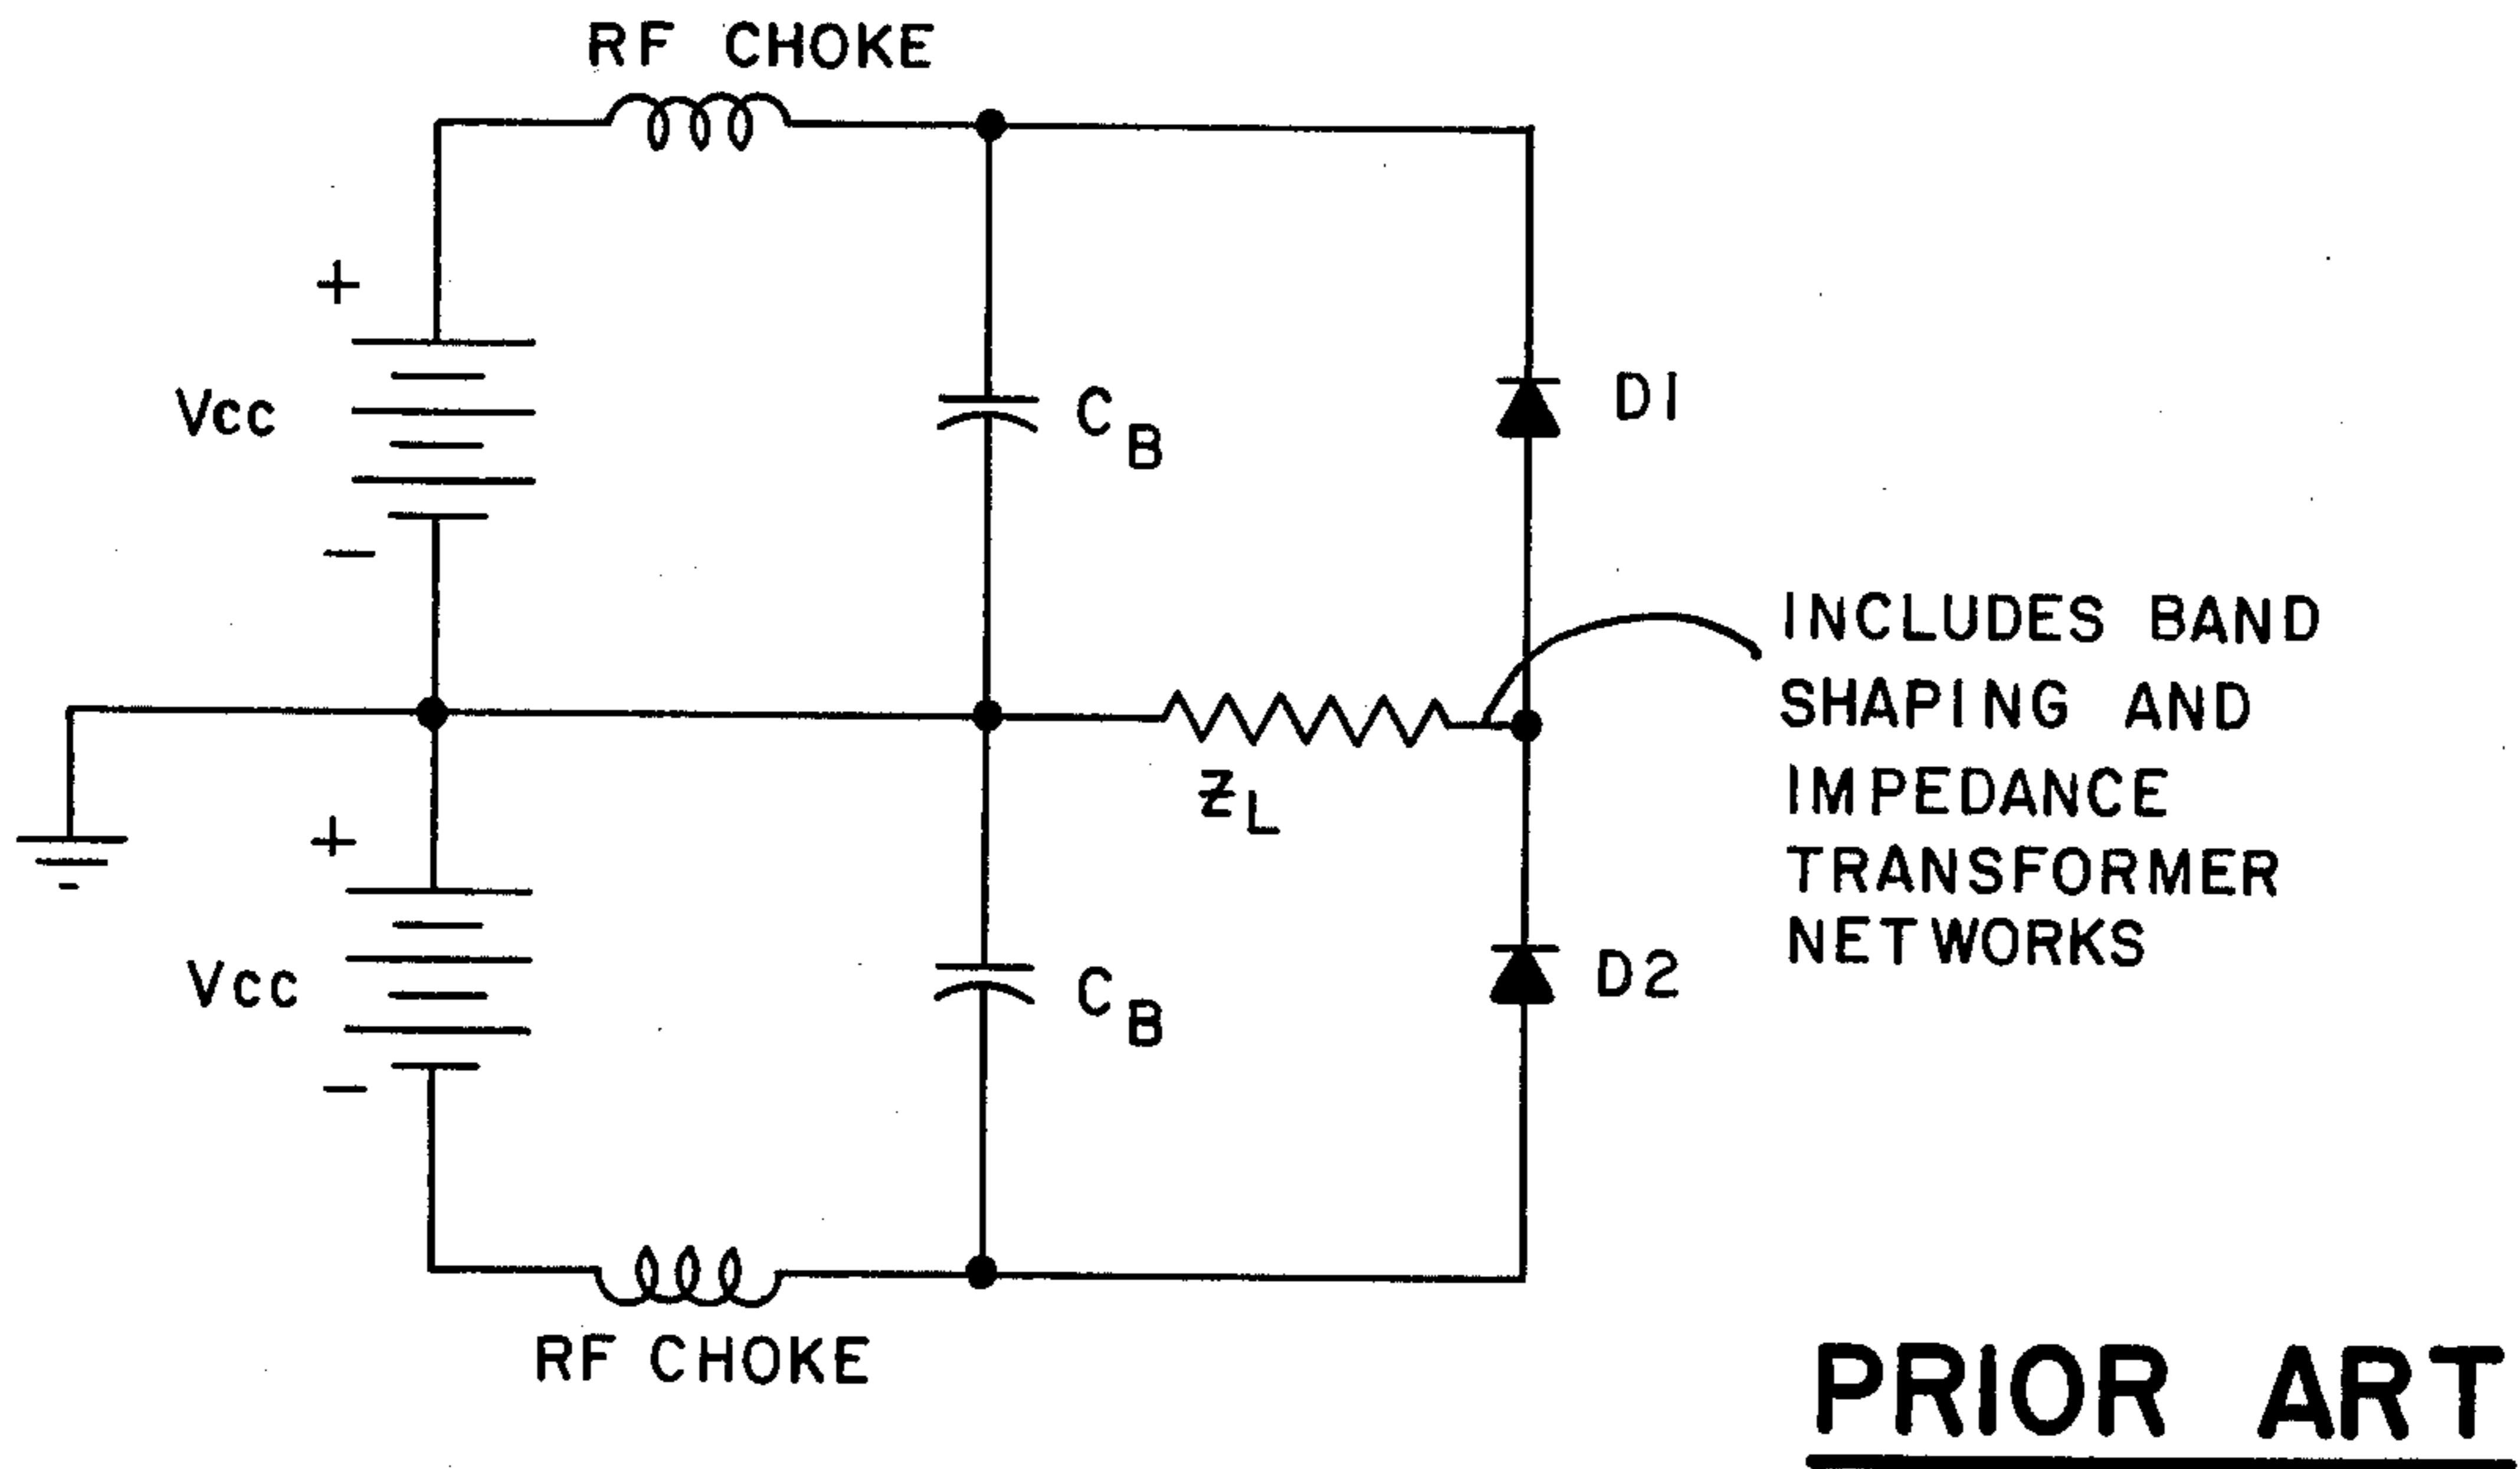 RF CHOKE
+
Vcc
C B
D1
−
INCLUDES BAND
SHAPING AND
IMPEDANCE
TRANSFORMER
NETWORKS
Z L
+
Vcc
C B
D2
−
RF CHOKE
PRIOR ART